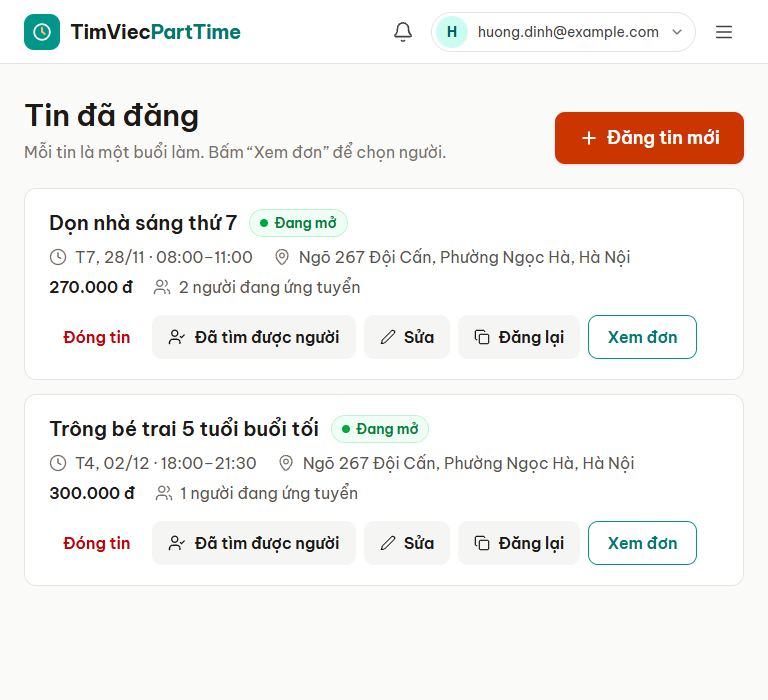 TimViecPartTime
H huong.dinh@example.com
Tin đã đăng
Mỗi tin là một buổi làm. Bấm “Xem đơn” để chọn người.
Đăng tin mới
Dọn nhà sáng thứ 7 Đang mở
T7, 28/11 · 08:00–11:00 Ngõ 267 Đội Cấn, Phường Ngọc Hà, Hà Nội
270.000 đ 2 người đang ứng tuyển
Đóng tin Đã tìm được người Sửa Đăng lại Xem đơn
Trông bé trai 5 tuổi buổi tối Đang mở
T4, 02/12 · 18:00–21:30 Ngõ 267 Đội Cấn, Phường Ngọc Hà, Hà Nội
300.000 đ 1 người đang ứng tuyển
Đóng tin Đã tìm được người Sửa Đăng lại Xem đơn